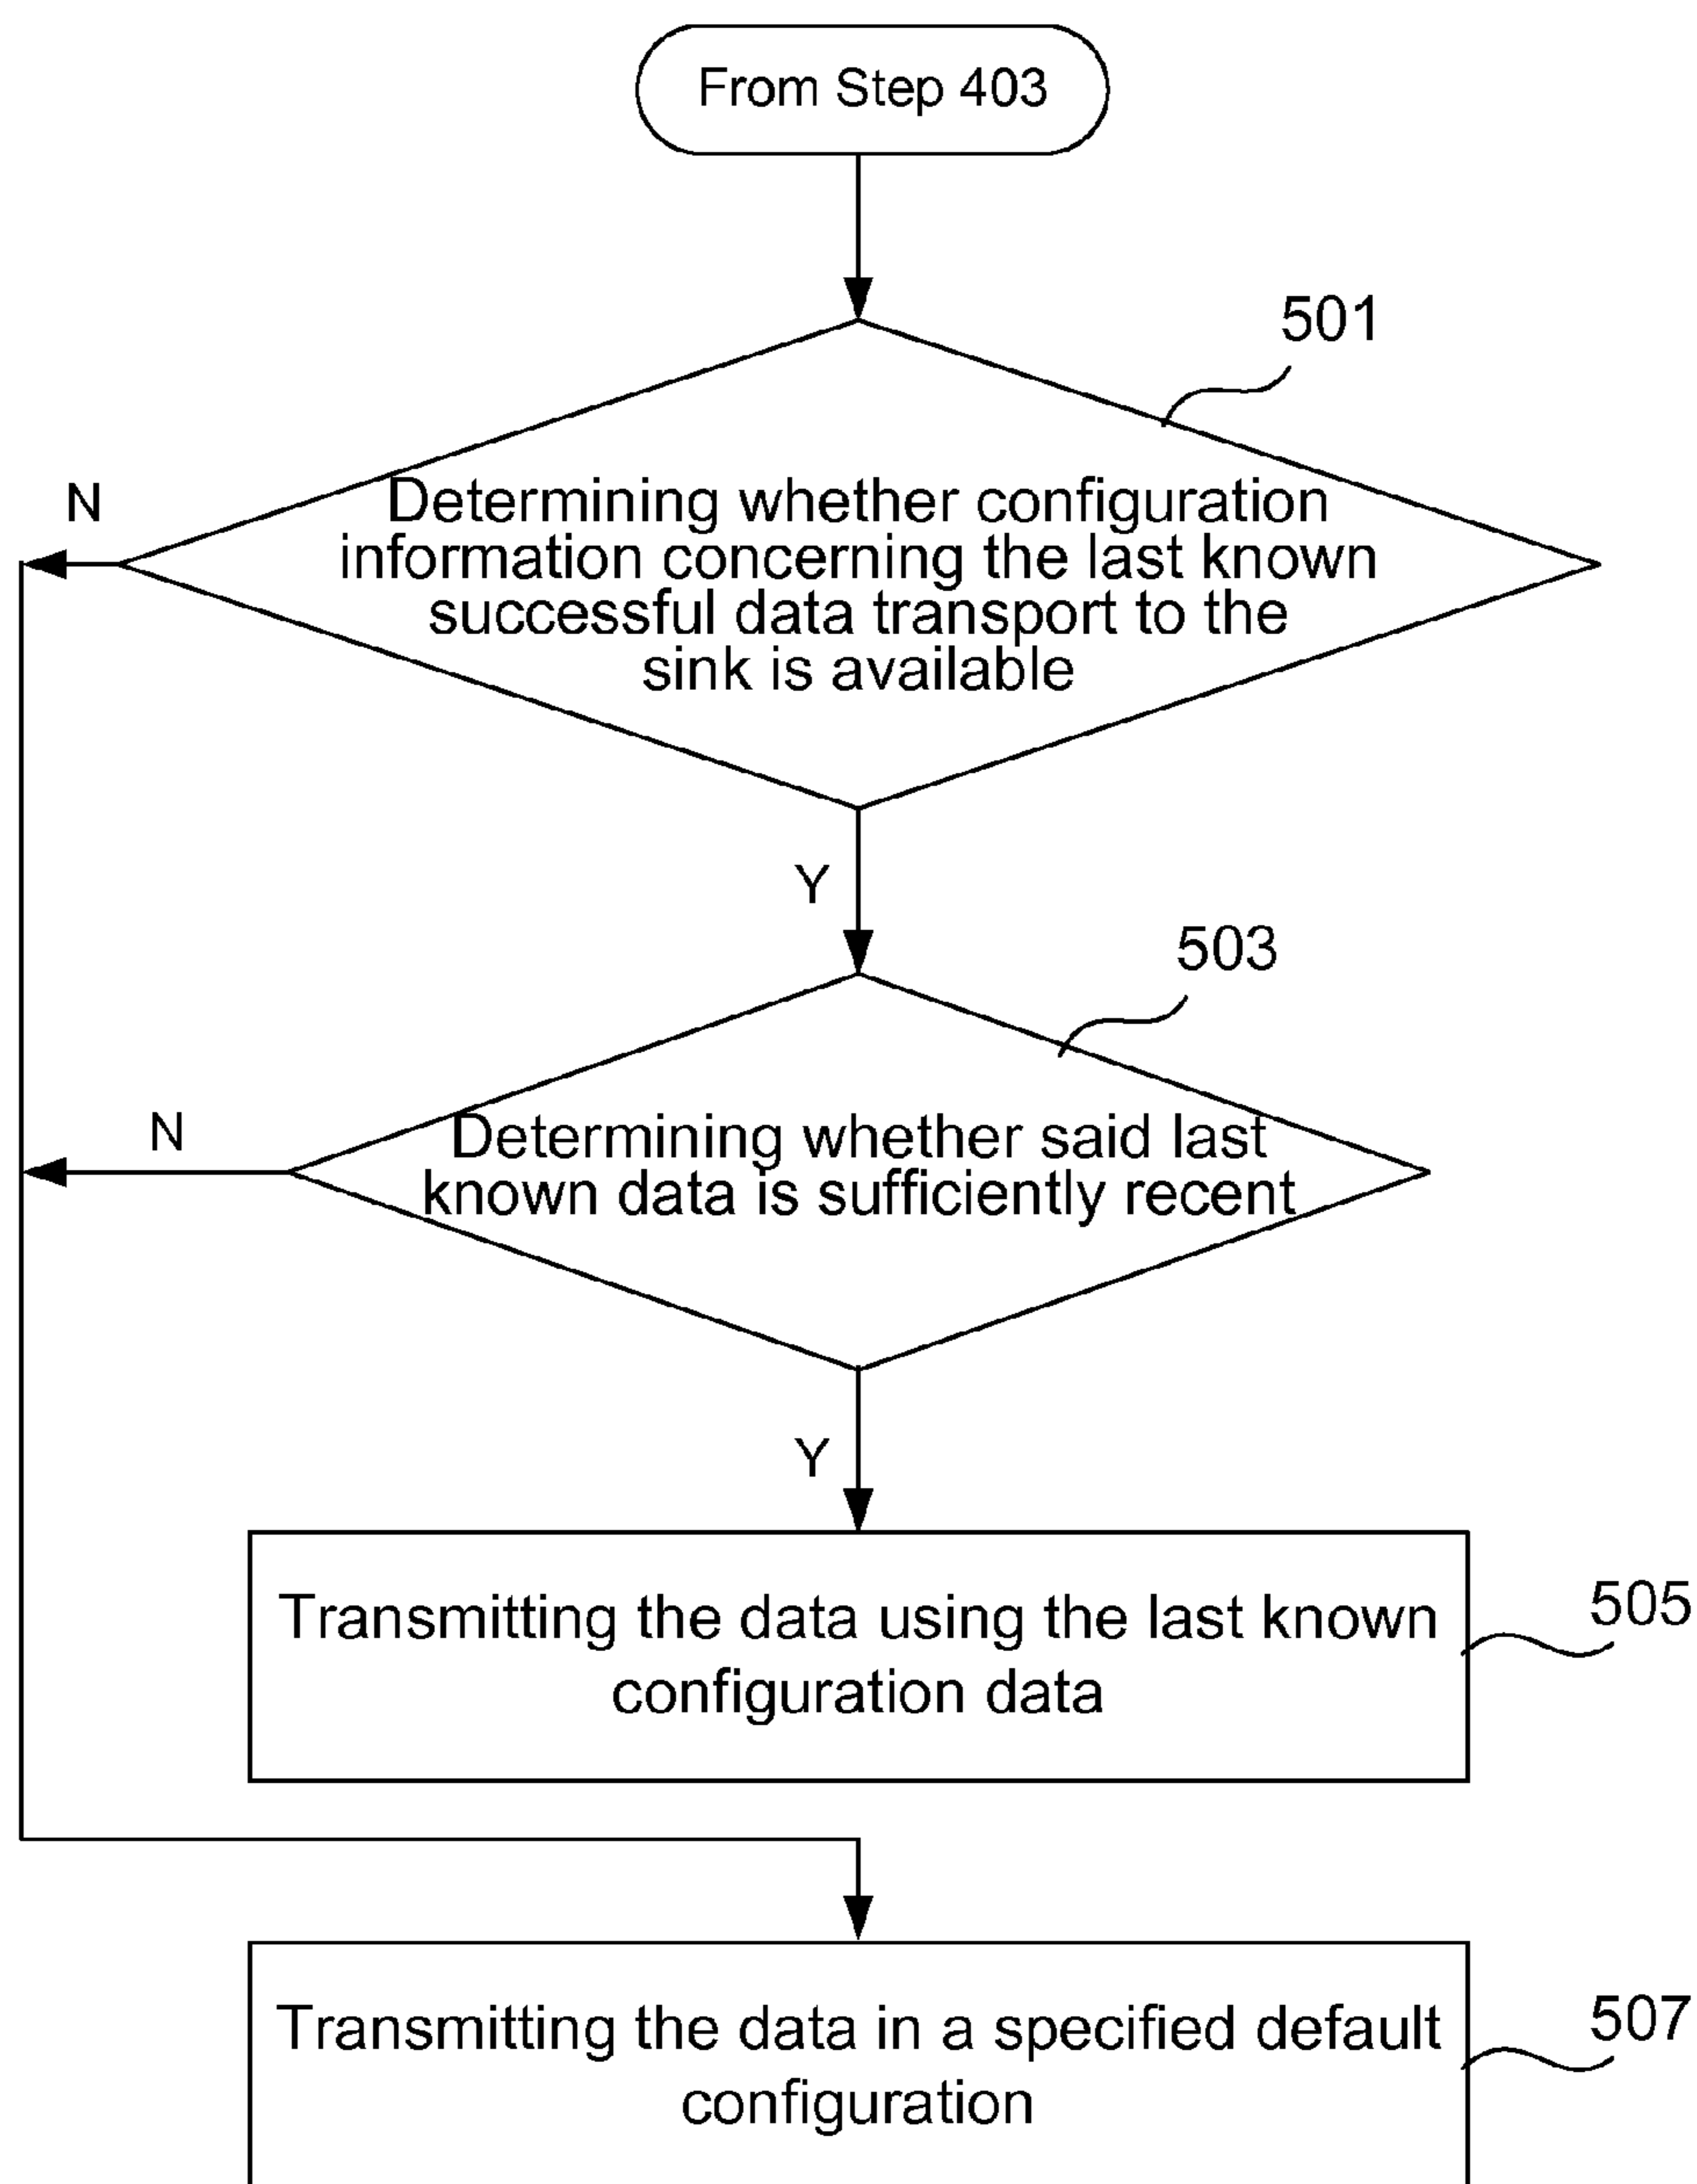 From Step 403
501
Determining whether configuration
information concerning the last known
successful data transport to the
sink is available
N
Y
503
Determining whether said last
known data is sufficiently recent
N
Y
Transmitting the data using the last known
configuration data
505
Transmitting the data in a specified default
configuration
507